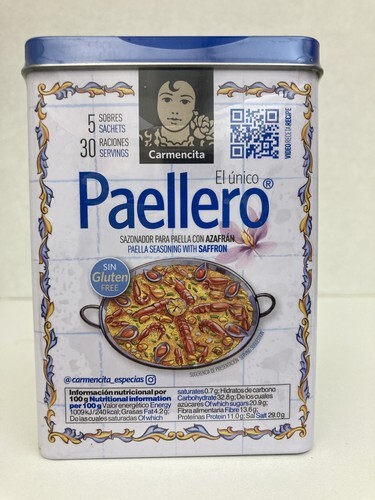 5 SOBRES
SACHETS
30 RACIONES
SERVINGS
Carmencita
VIDEORECETA RECIPE
El único
Paellero®
SAZONADOR PARA PAELLA CON AZAFRÁN
PAELLA SEASONING WITH SAFFRON
SIN
Gluten
FREE
SUGERENCIA DE PRESENTACIÓN
@carmencita_especias
Información nutricional por
100 g Nutritional information
per 100 g Valor energético Energy
1009kJ/240kcal; Grasas Fat 4.2g;
De las cuales saturadas Of which
saturates 0.7g; Hidratos de carbono
Carbohydrate 32.8g; De los cuales
azúcares Of which sugars 20.9g;
Fibra alimentaria Fibre 13.6g;
Proteínas Protein 11.0g; Sal Salt 29.0g